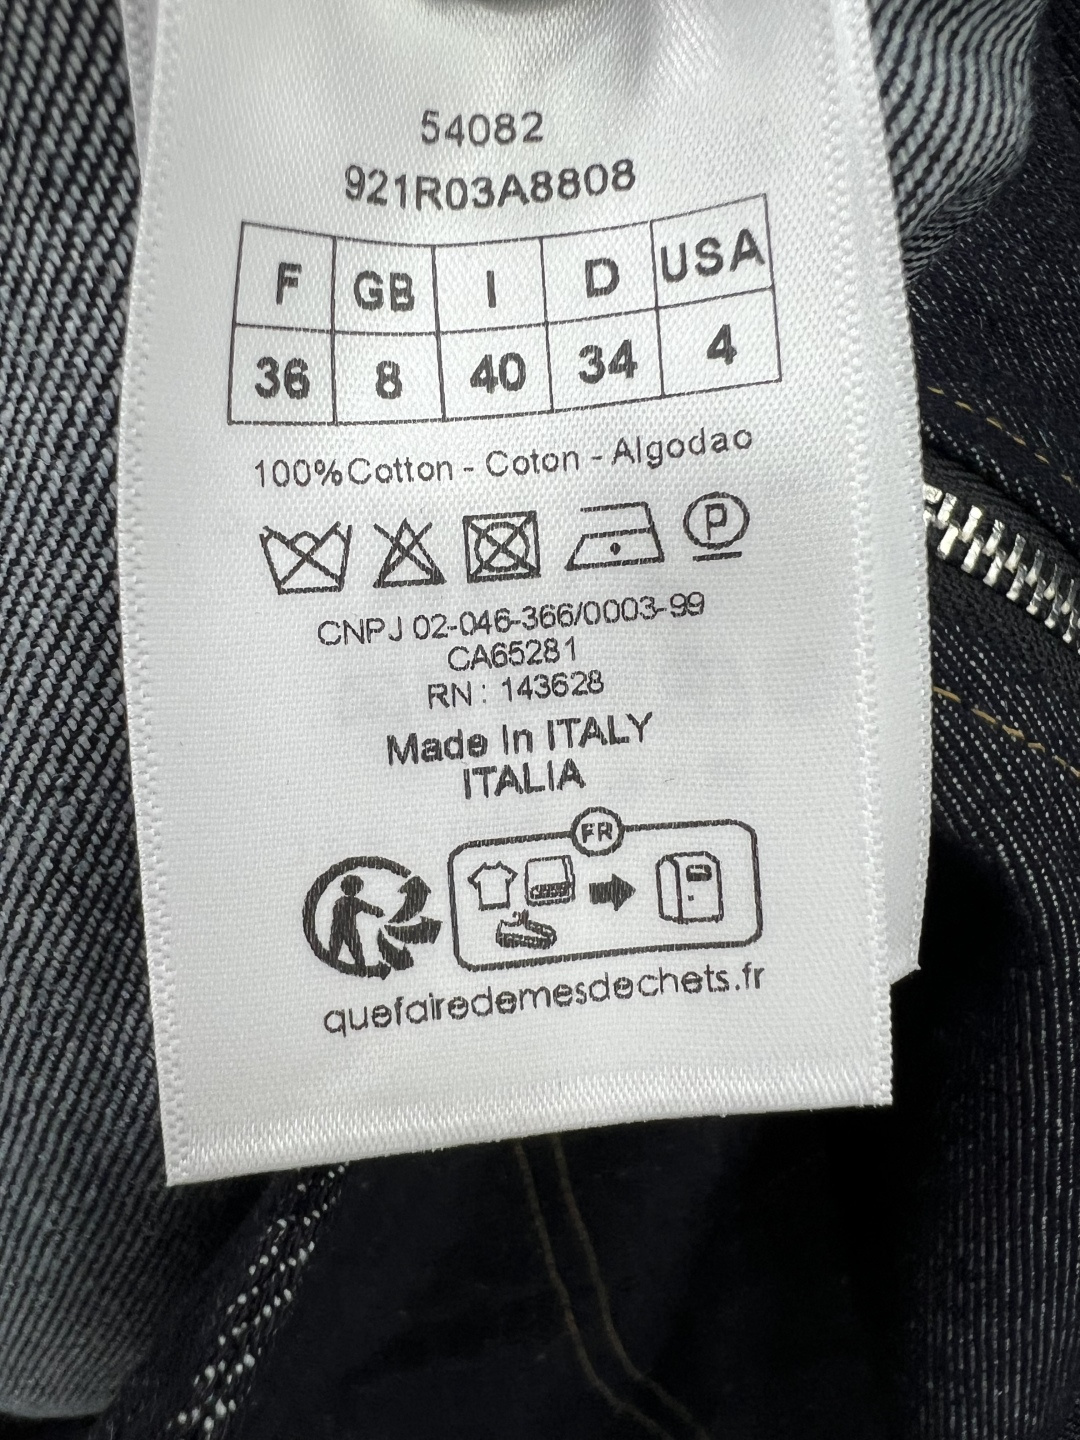 54082
921R03A8808
F GB I D USA
36 8 40 34 4
100%Cotton - Coton - Algodao
P
CNPJ 02-046-366/0003-99
CA65281
RN : 143628
Made In ITALY
ITALIA
FR
quefairedemesdechets.fr